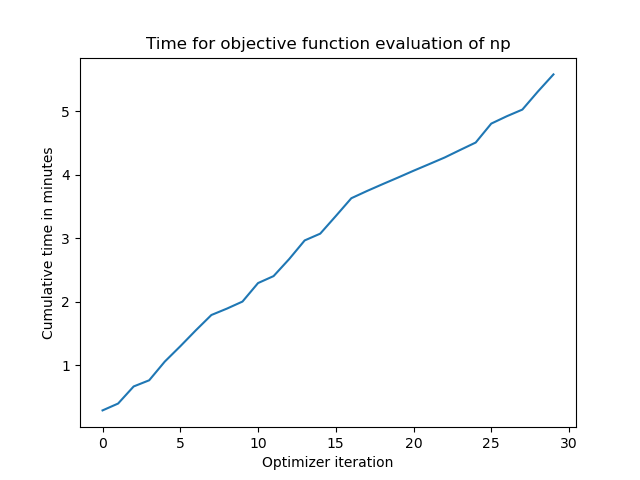 Time for objective function evaluation of np
Cumulative time in minutes
5
4
3
2
1
0 5 10 15 20 25 30
Optimizer iteration